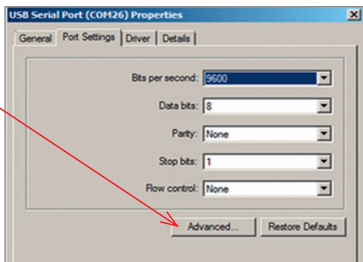 USB Serial Port (COM26) Properties
General Port Settings Driver Details
Bits per second: 9600
Data bits: 8
Parity: None
Stop bits: 1
Flow control: None
Advanced... Restore Defaults